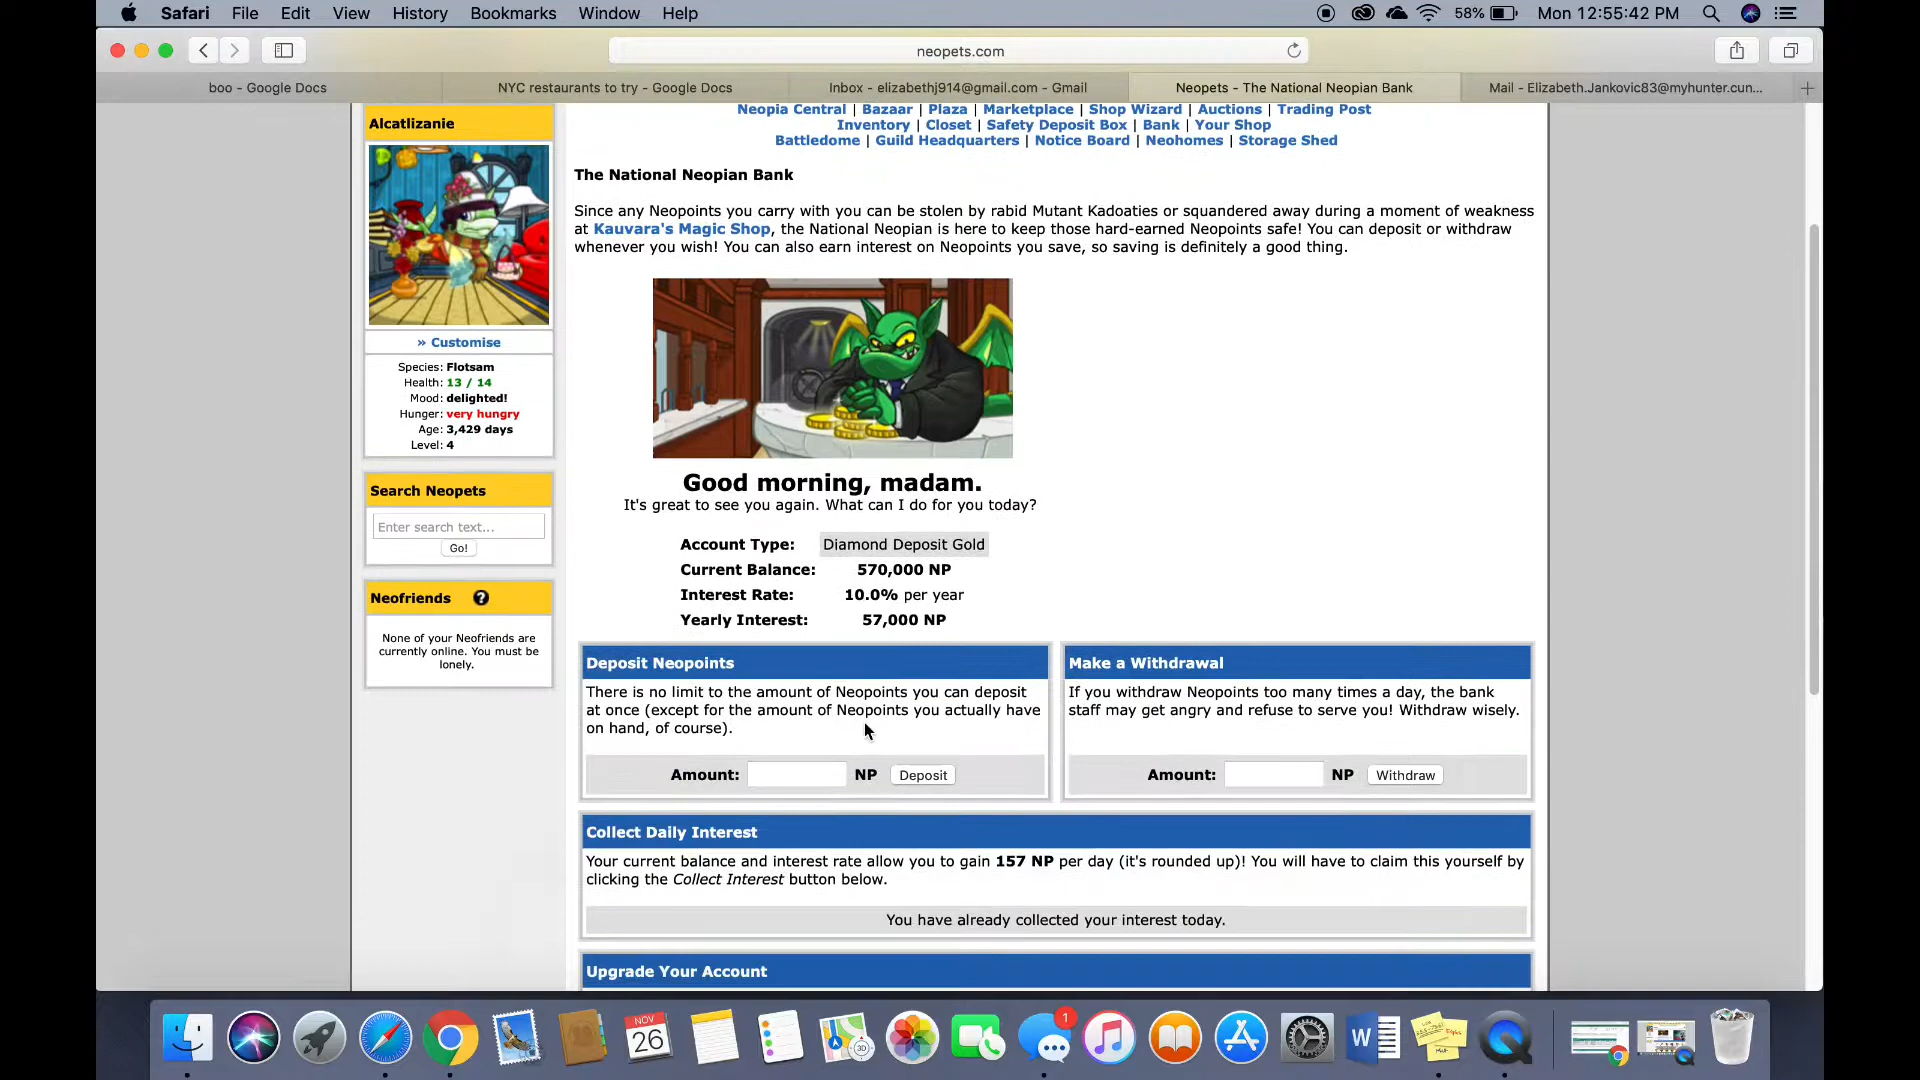 Safari File Edit View History Bookmarks Window Help 58% Mon 12:55:42 PM
neopets.com
boo - Google Docs NYC restaurants to try - Google Docs Inbox - elizabethj914@gmail.com - Gmail Neopets - The National Neopian Bank Mail - Elizabeth.Jankovic83@myhunter.cun...
Neopia Central | Bazaar | Plaza | Marketplace | Shop Wizard | Auctions | Trading Post
Inventory | Closet | Safety Deposit Box | Bank | Your Shop
Battledome | Guild Headquarters | Notice Board | Neohomes | Storage Shed
Alcatlizanie
» Customise
Species: Flotsam
Health: 13 / 14
Mood: delighted!
Hunger: very hungry
Age: 3,429 days
Level: 4
Search Neopets
Enter search text...
Go!
Neofriends ?
None of your Neofriends are
currently online. You must be
lonely.
The National Neopian Bank
Since any Neopoints you carry with you can be stolen by rabid Mutant Kadoaties or squandered away during a moment of weakness
at Kauvara's Magic Shop, the National Neopian is here to keep those hard-earned Neopoints safe! You can deposit or withdraw
whenever you wish! You can also earn interest on Neopoints you save, so saving is definitely a good thing.
Good morning, madam.
It's great to see you again. What can I do for you today?
Account Type: Diamond Deposit Gold
Current Balance: 570,000 NP
Interest Rate: 10.0% per year
Yearly Interest: 57,000 NP
Deposit Neopoints
There is no limit to the amount of Neopoints you can deposit
at once (except for the amount of Neopoints you actually have
on hand, of course).
Amount: NP Deposit
Make a Withdrawal
If you withdraw Neopoints too many times a day, the bank
staff may get angry and refuse to serve you! Withdraw wisely.
Amount: NP Withdraw
Collect Daily Interest
Your current balance and interest rate allow you to gain 157 NP per day (it's rounded up)! You will have to claim this yourself by
clicking the Collect Interest button below.
You have already collected your interest today.
Upgrade Your Account
NOV
26
3D
1
W